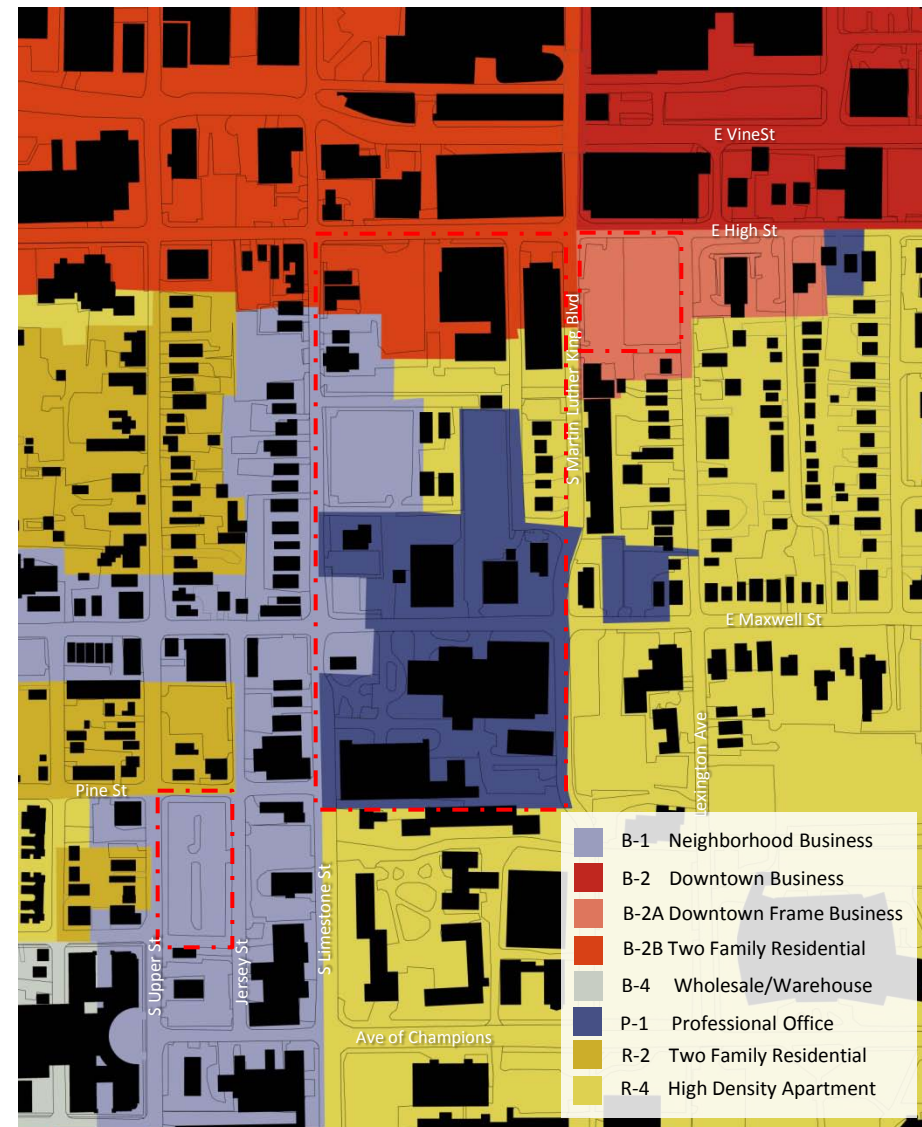 E VineSt
E High St
S Martin Luther King Blvd
E Maxwell St
Lexington Ave
Pine St
S Upper St
Jersey St
S Limestone St
Ave of Champions
B-1 Neighborhood Business
B-2 Downtown Business
B-2A Downtown Frame Business
B-2B Two Family Residential
B-4 Wholesale/Warehouse
P-1 Professional Office
R-2 Two Family Residential
R-4 High Density Apartment